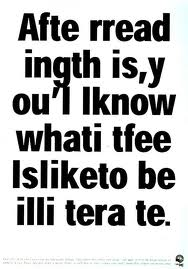 Afte rread
ingth is,y
ou'l lknow
whati tfee
lsliketo be
illi tera te.